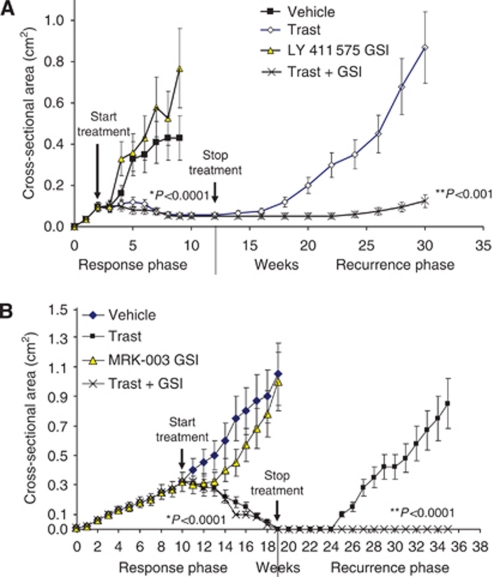 A
Cross-sectional area (cm²)
1.0
0.8
0.6
0.4
0.2
0.0
Vehicle
Trast
LY 411 575 GSI
Trast + GSI
Start
treatment
Stop
treatment
*P<0.0001
**P<0.001
0 5 10 15 20 25 30 35
Response phase Weeks Recurrence phase
B
Cross-sectional area (cm²)
1.5
1.3
1.1
0.9
0.7
0.5
0.3
0.1
0.0
Vehicle
Trast
MRK-003 GSI
Trast + GSI
Start
treatment
Stop
treatment
*P<0.0001
**P<0.0001
0 2 4 6 8 10 12 14 16 18 20 22 24 26 28 30 32 34 36 38
Response phase Weeks Recurrence phase